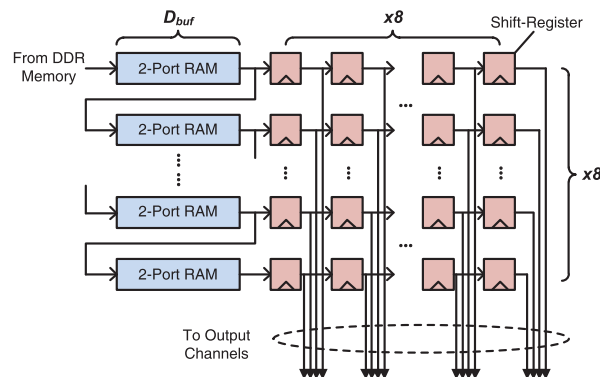 D_buf
x8
Shift-Register
From DDR
Memory
2-Port RAM
...
2-Port RAM
...
...
...
...
...
x8
2-Port RAM
...
2-Port RAM
To Output
Channels